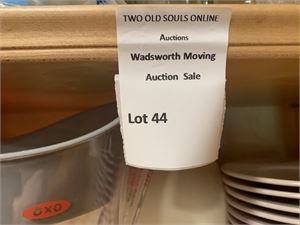 TWO OLD SOULS ONLINE
Auctions
Wadsworth Moving
Auction Sale
Lot 44
OXO